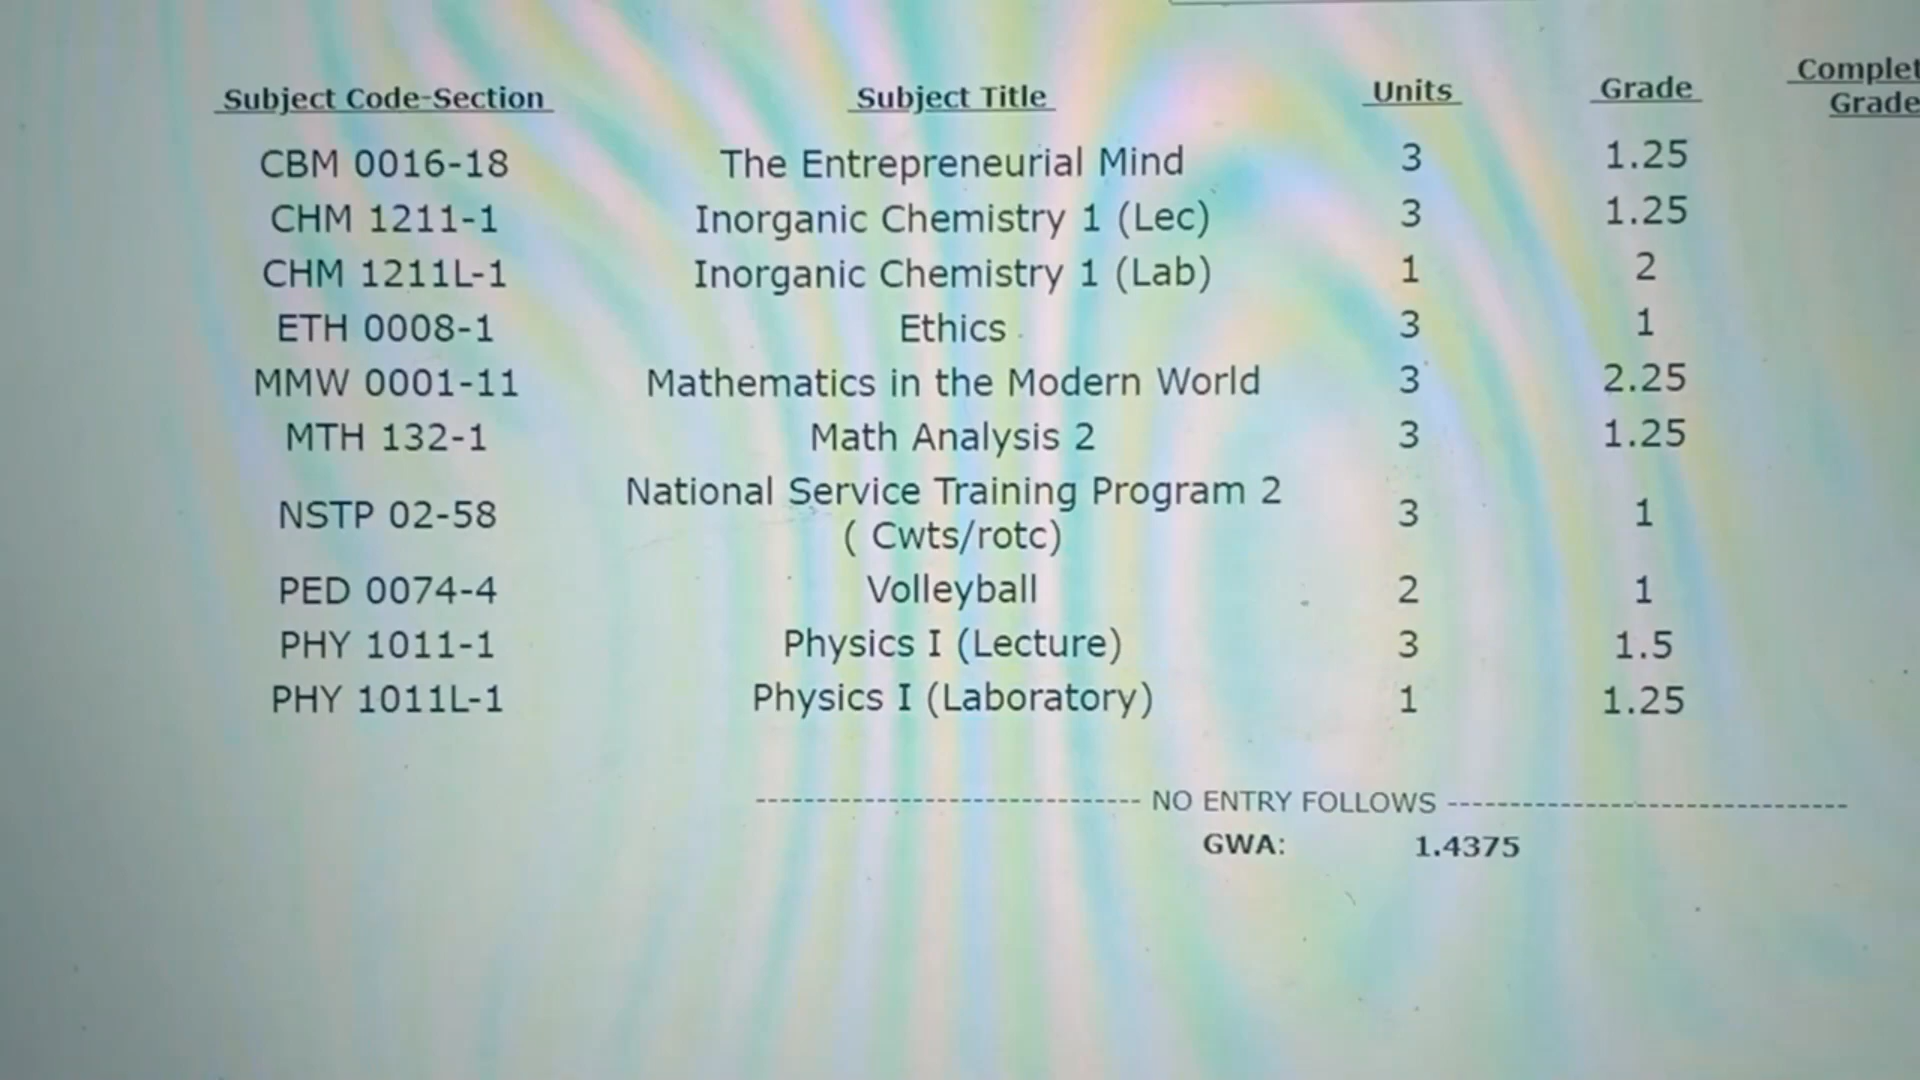 Subject Code-Section Subject Title Units Grade Complet
Grade
CBM 0016-18 The Entrepreneurial Mind 3 1.25
CHM 1211-1 Inorganic Chemistry 1 (Lec) 3 1.25
CHM 1211L-1 Inorganic Chemistry 1 (Lab) 1 2
ETH 0008-1 Ethics 3 1
MMW 0001-11 Mathematics in the Modern World 3 2.25
MTH 132-1 Math Analysis 2 3 1.25
NSTP 02-58 National Service Training Program 2 3 1
( Cwts/rotc)
PED 0074-4 Volleyball 2 1
PHY 1011-1 Physics I (Lecture) 3 1.5
PHY 1011L-1 Physics I (Laboratory) 1 1.25
NO ENTRY FOLLOWS
GWA: 1.4375